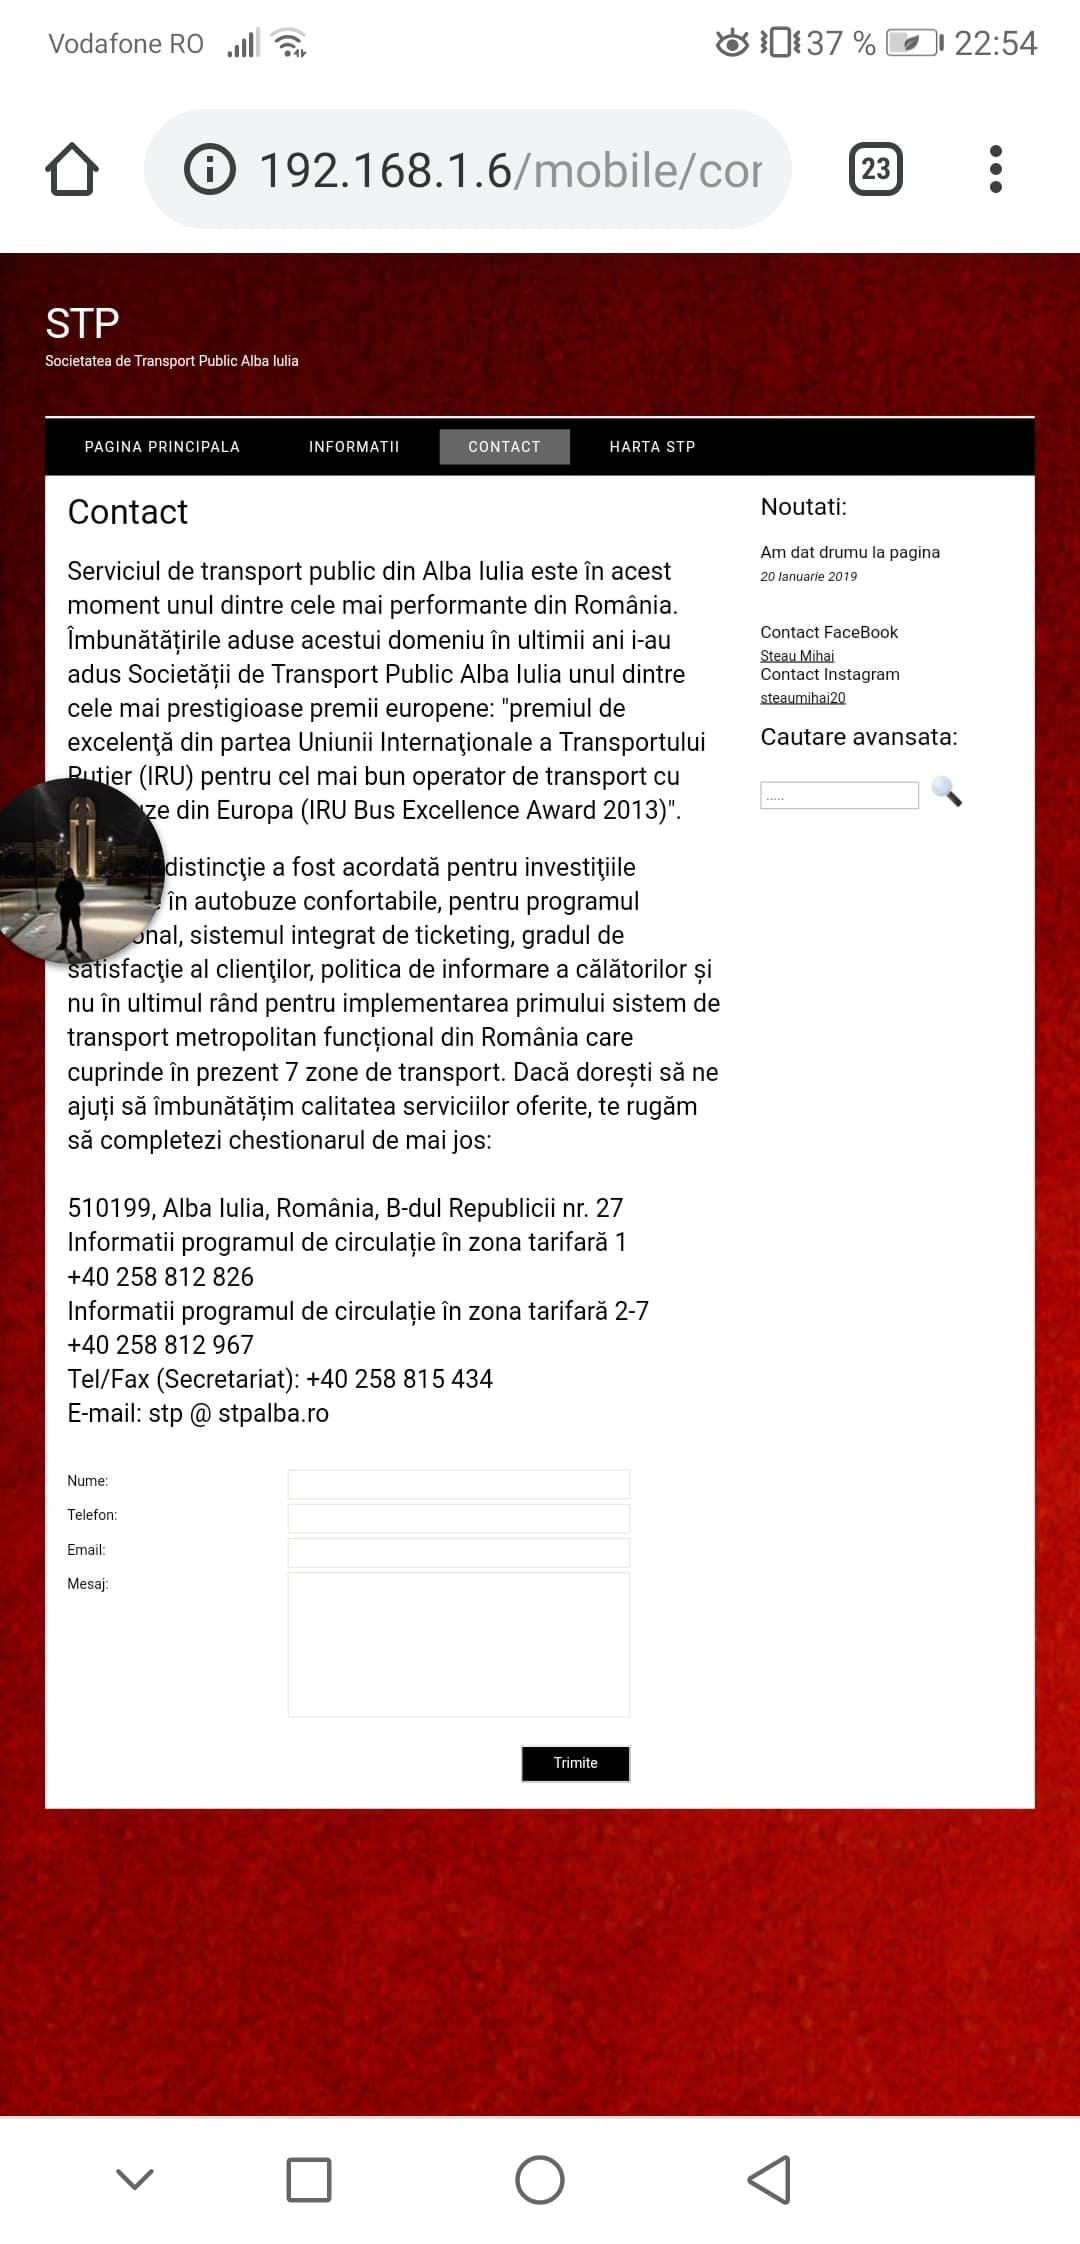 Vodafone RO 37 % 22:54
192.168.1.6/mobile/cor
23
STP
Societatea de Transport Public Alba Iulia
PAGINA PRINCIPALA INFORMATII CONTACT HARTA STP
Contact
Serviciul de transport public din Alba Iulia este în acest
moment unul dintre cele mai performante din România.
Îmbunătățirile aduse acestui domeniu în ultimii ani i-au
adus Societății de Transport Public Alba Iulia unul dintre
cele mai prestigioase premii europene: "premiul de
excelenţă din partea Uniunii Internaţionale a Transportului
Rutier (IRU) pentru cel mai bun operator de transport cu
din Europa (IRU Bus Excellence Award 2013)".
distincţie a fost acordată pentru investiţiile
în autobuze confortabile, pentru programul
sistemul integrat de ticketing, gradul de
satisfacţie al clienţilor, politica de informare a călătorilor și
nu în ultimul rând pentru implementarea primului sistem de
transport metropolitan funcțional din România care
cuprinde în prezent 7 zone de transport. Dacă dorești să ne
ajuți să îmbunătățim calitatea serviciilor oferite, te rugăm
să completezi chestionarul de mai jos:
510199, Alba Iulia, România, B-dul Republicii nr. 27
Informatii programul de circulație în zona tarifară 1
+40 258 812 826
Informatii programul de circulație în zona tarifară 2-7
+40 258 812 967
Tel/Fax (Secretariat): +40 258 815 434
E-mail: stp @ stpalba.ro
Nume:
Telefon:
Email:
Mesaj:
Trimite
Noutati:
Am dat drumu la pagina
20 Ianuarie 2019
Contact FaceBook
Steau Mihai
Contact Instagram
steaumihai20
Cautare avansata:
.....